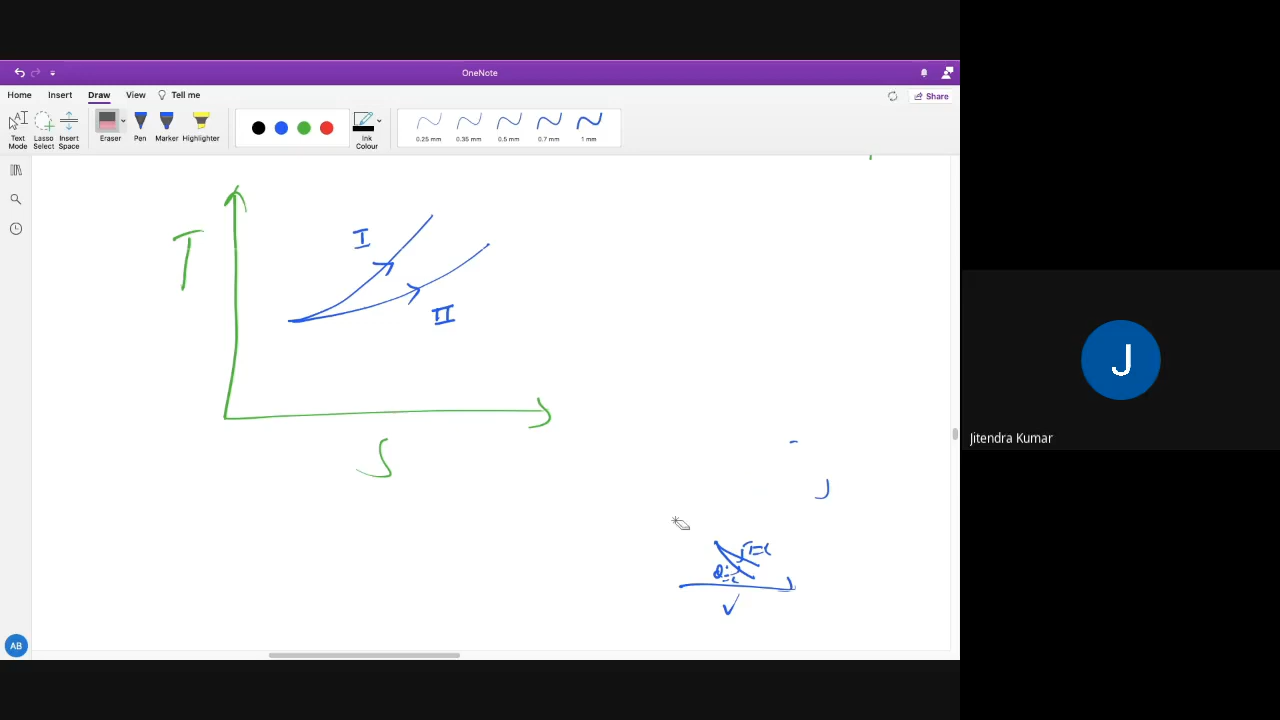 OneNote
Home Insert Draw View Tell me
Share
Text Mode
Lasso Select
Insert Space
Eraser
Pen
Marker
Highlighter
Ink Colour
0.25 mm
0.35 mm
0.5 mm
0.7 mm
1 mm
T
I
II
S
V
J
Jitendra Kumar
AB